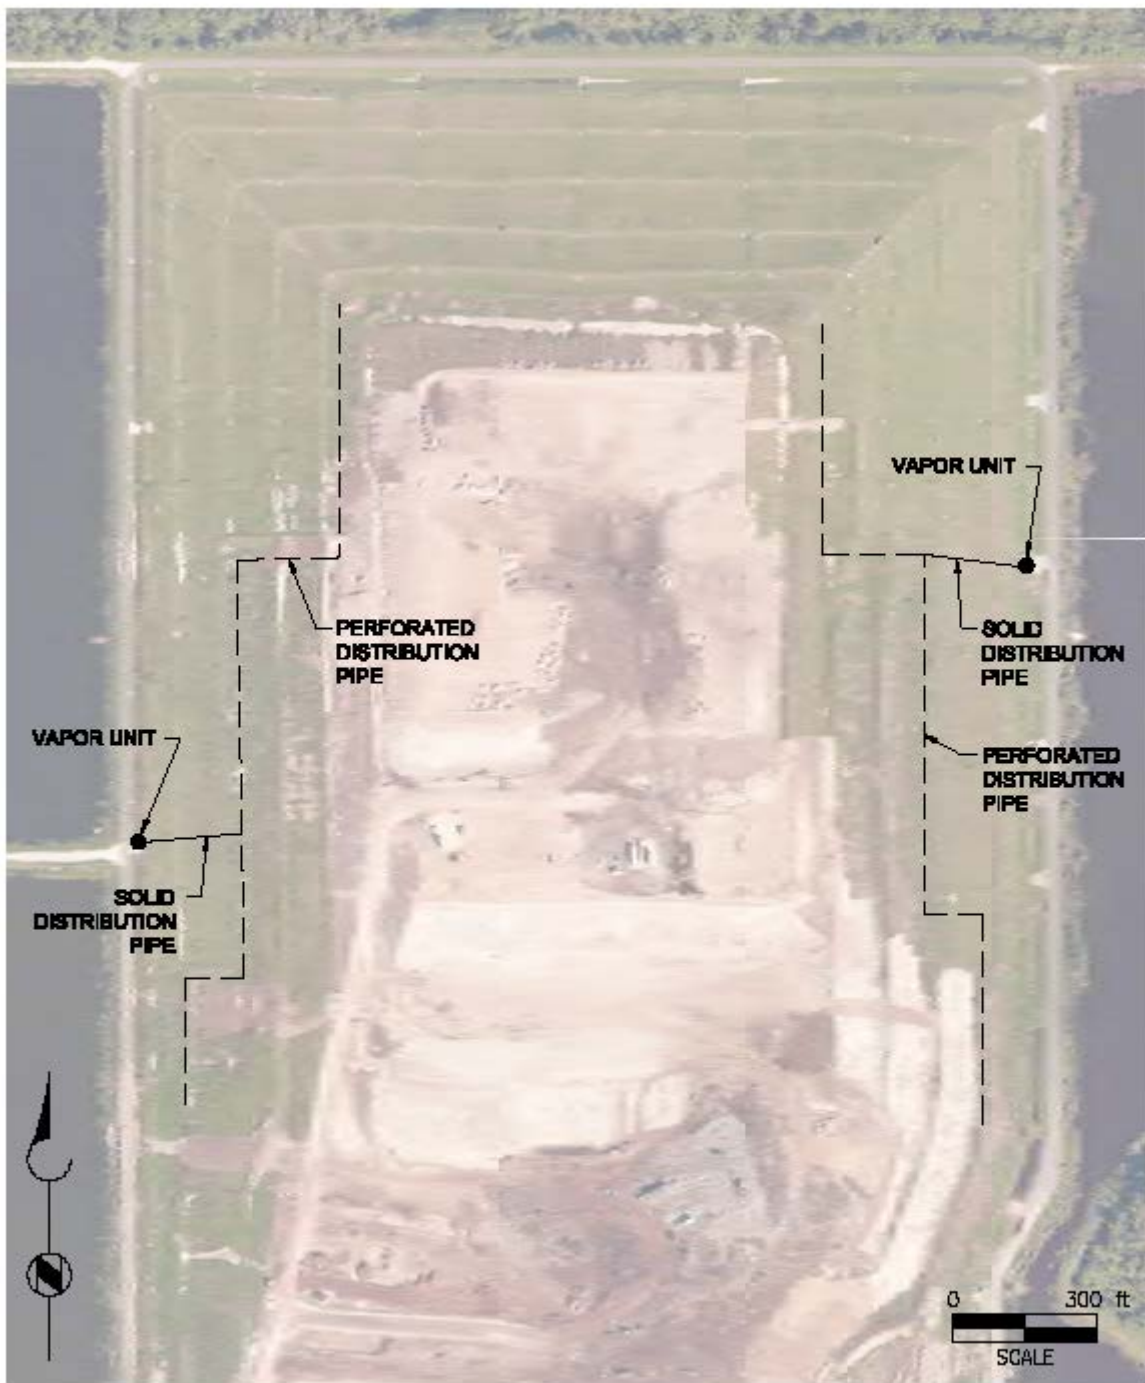 VAPOR UNIT
PERFORATED
DISTRIBUTION
PIPE
SOLID
DISTRIBUTION
PIPE
VAPOR UNIT
PERFORATED
DISTRIBUTION
PIPE
SOLID
DISTRIBUTION
PIPE
N
0 300 ft
SCALE